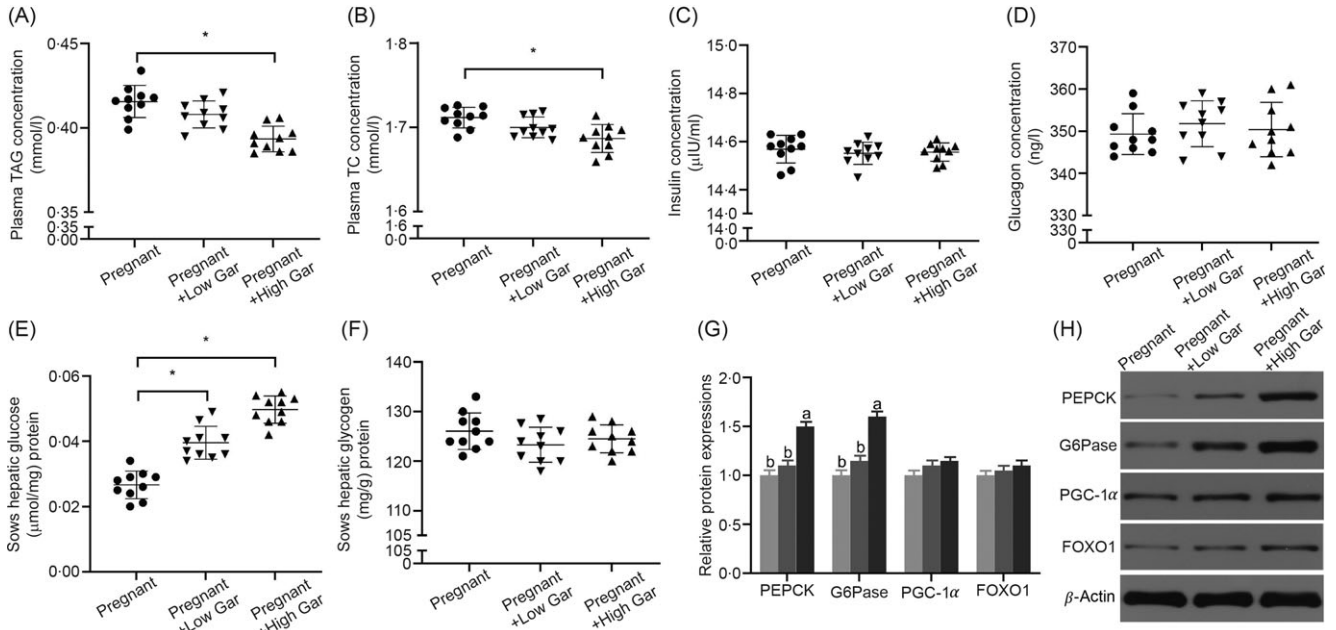 (A)
Plasma TAG concentration
(mmol/l)
0·45
0·40
0·35
0·35
0·00
*
Pregnant
Pregnant
+Low Gar
Pregnant
+High Gar
(B)
Plasma TC concentration
(mmol/l)
1·8
1·7
1·6
1·6
0·0
*
Pregnant
Pregnant
+Low Gar
Pregnant
+High Gar
(C)
Insulin concentration
(μIU/ml)
15·0
14·8
14·6
14·4
14·0
14·0
0·0
Pregnant
Pregnant
+Low Gar
Pregnant
+High Gar
(D)
Glucagon concentration
(ng/l)
370
360
350
340
330
330
0
Pregnant
Pregnant
+Low Gar
Pregnant
+High Gar
(E)
Sows hepatic glucose
(μmol/mg) protein
0·06
0·04
0·02
0·00
*
*
Pregnant
Pregnant
+Low Gar
Pregnant
+High Gar
(F)
Sows hepatic glycogen
(mg/g) protein
140
130
125
120
105
105
0
Pregnant
Pregnant
+Low Gar
Pregnant
+High Gar
(G)
Relative protein expressions
2·0
1·5
1·0
0·5
0·0
b b a
b b a
PEPCK G6Pase PGC-1α FOXO1
(H)
Pregnant
Pregnant
+Low Gar
Pregnant
+High Gar
PEPCK
G6Pase
PGC-1α
FOXO1
β-Actin